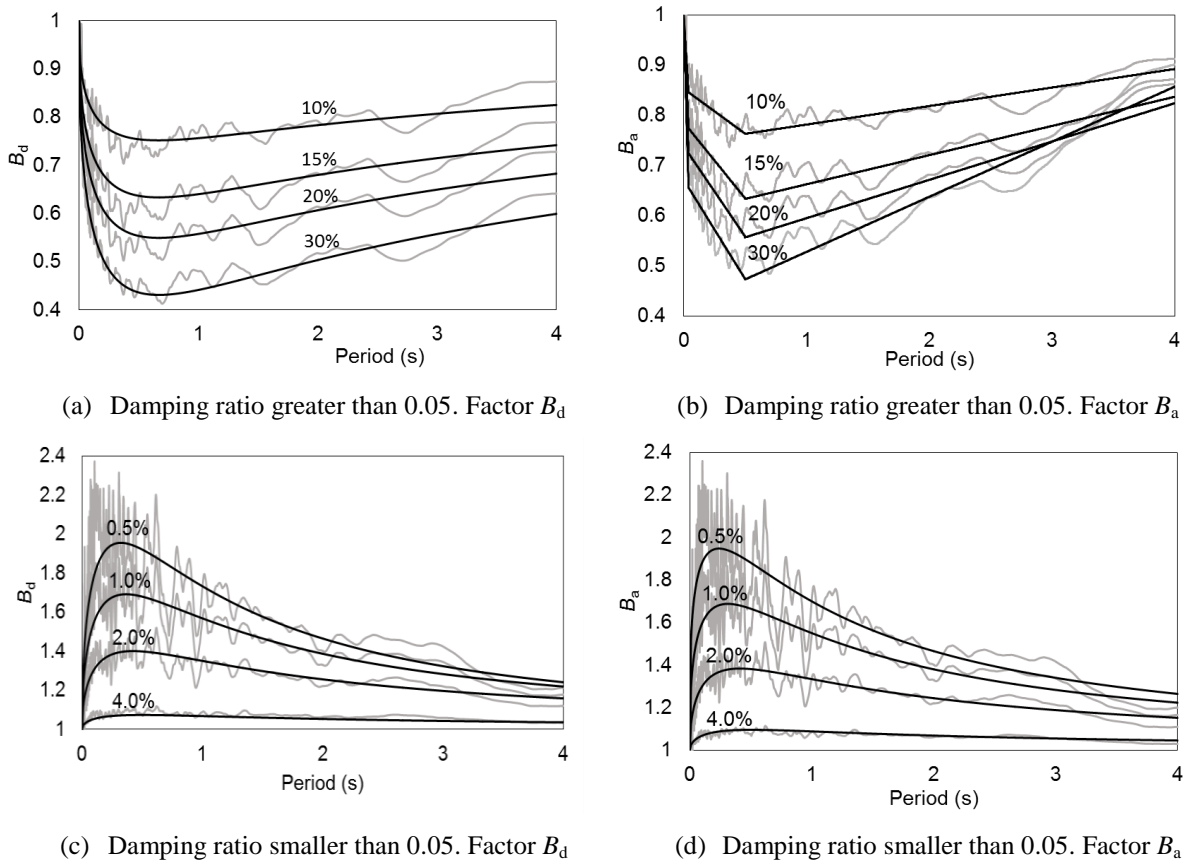 1
0.9
0.8
0.7
0.6
0.5
0.4
B_d
10%
15%
20%
30%
0 1 2 3 4
Period (s)
(a) Damping ratio greater than 0.05. Factor B_d
1
0.9
0.8
0.7
0.6
0.5
0.4
B_a
10%
15%
20%
30%
0 1 2 3 4
Period (s)
(b) Damping ratio greater than 0.05. Factor B_a
2.4
2.2
2
1.8
1.6
1.4
1.2
1
B_d
0.5%
1.0%
2.0%
4.0%
0 1 2 3 4
Period (s)
(c) Damping ratio smaller than 0.05. Factor B_d
2.4
2.2
2
1.8
1.6
1.4
1.2
1
B_a
0.5%
1.0%
2.0%
4.0%
0 1 2 3 4
Period (s)
(d) Damping ratio smaller than 0.05. Factor B_a